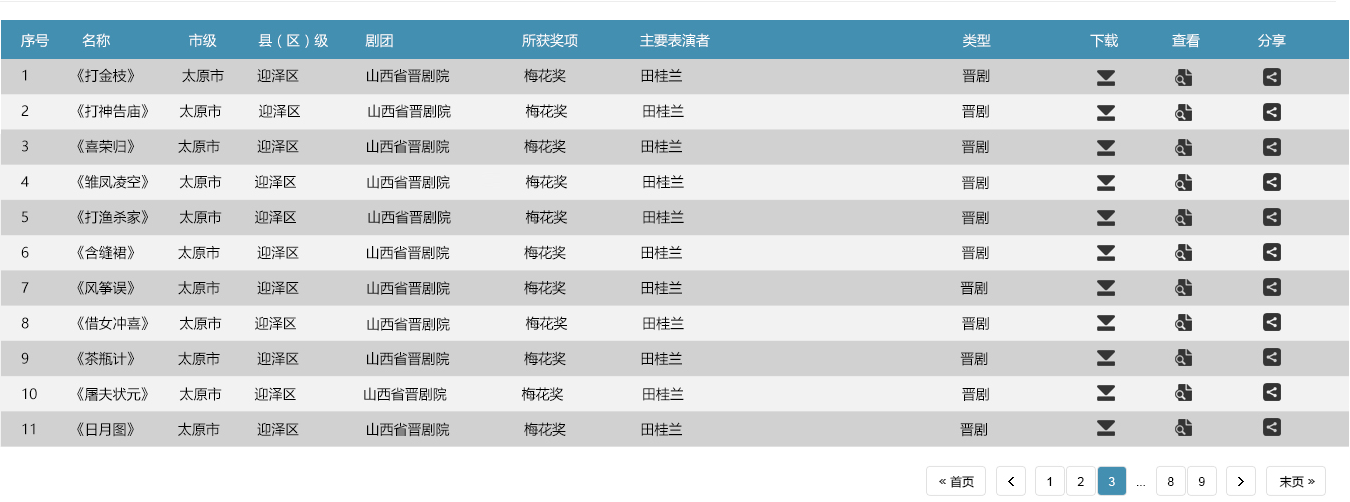 序号 名称 市级 县（区）级 剧团 所获奖项 主要表演者 类型 下载 查看 分享
1 《打金枝》 太原市 迎泽区 山西省晋剧院 梅花奖 田桂兰 晋剧
2 《打神告庙》 太原市 迎泽区 山西省晋剧院 梅花奖 田桂兰 晋剧
3 《喜荣归》 太原市 迎泽区 山西省晋剧院 梅花奖 田桂兰 晋剧
4 《雏凤凌空》 太原市 迎泽区 山西省晋剧院 梅花奖 田桂兰 晋剧
5 《打渔杀家》 太原市 迎泽区 山西省晋剧院 梅花奖 田桂兰 晋剧
6 《含缝裙》 太原市 迎泽区 山西省晋剧院 梅花奖 田桂兰 晋剧
7 《风筝误》 太原市 迎泽区 山西省晋剧院 梅花奖 田桂兰 晋剧
8 《借女冲喜》 太原市 迎泽区 山西省晋剧院 梅花奖 田桂兰 晋剧
9 《茶瓶计》 太原市 迎泽区 山西省晋剧院 梅花奖 田桂兰 晋剧
10 《屠夫状元》 太原市 迎泽区 山西省晋剧院 梅花奖 田桂兰 晋剧
11 《日月图》 太原市 迎泽区 山西省晋剧院 梅花奖 田桂兰 晋剧
« 首页 < 1 2 3 ... 8 9 > 末页 »